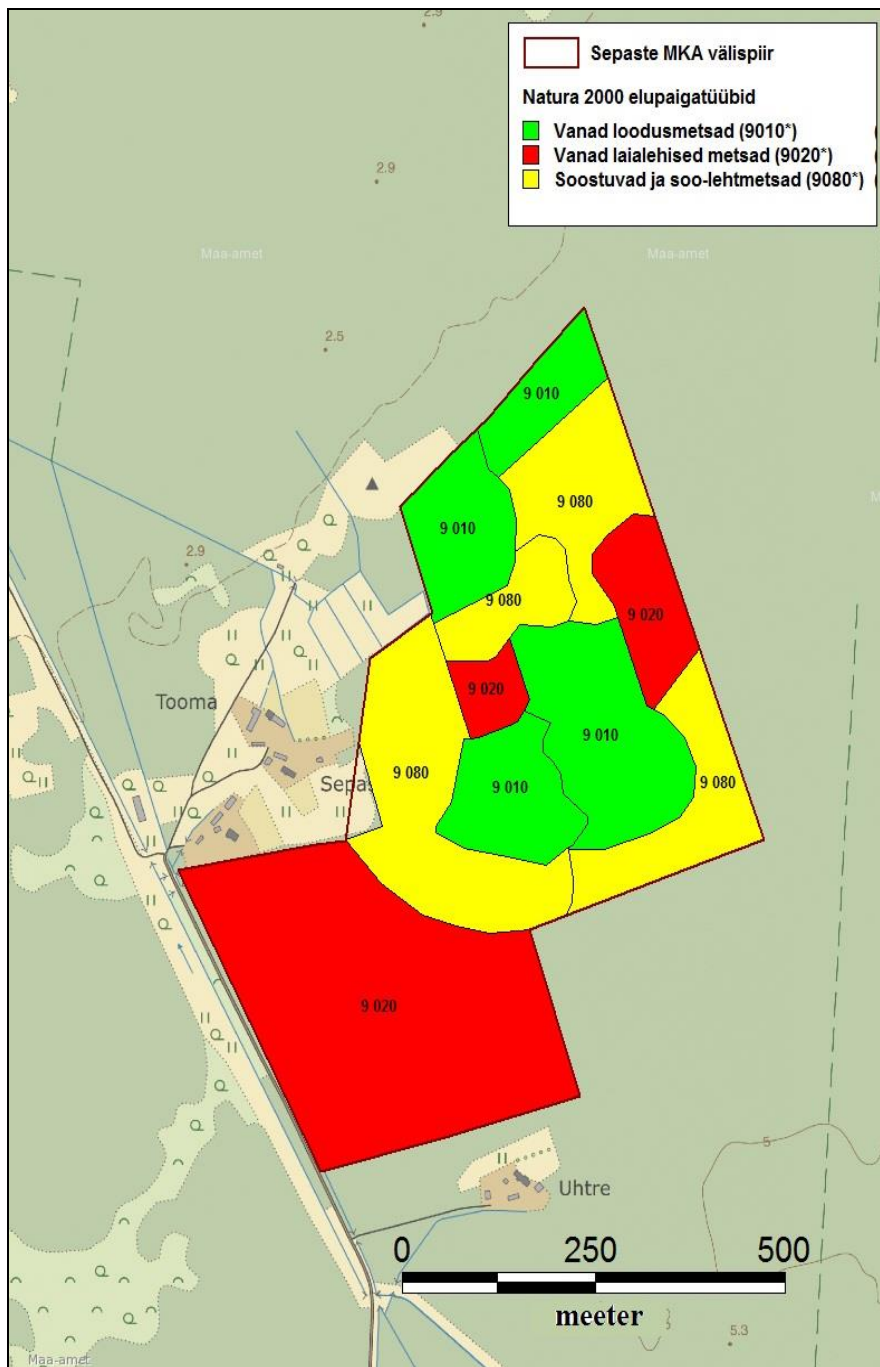 2.9
Sepaste MKA välispiir
Natura 2000 elupaigatüübid
Vanad loodusmetsad (9010*)
Vanad laialehised metsad (9020*)
Soostuvad ja soo-lehtmetsad (9080*)
2.9
Maa-amet
Maa-amet
2.5
9 010
9 080
9 010
2.9
9 080
9 020
9 020
Tooma
9 010
9 080
9 080
Sepas
9 010
9 020
5
Uhtre
0 250 500
meeter
5.3
Maa-amet